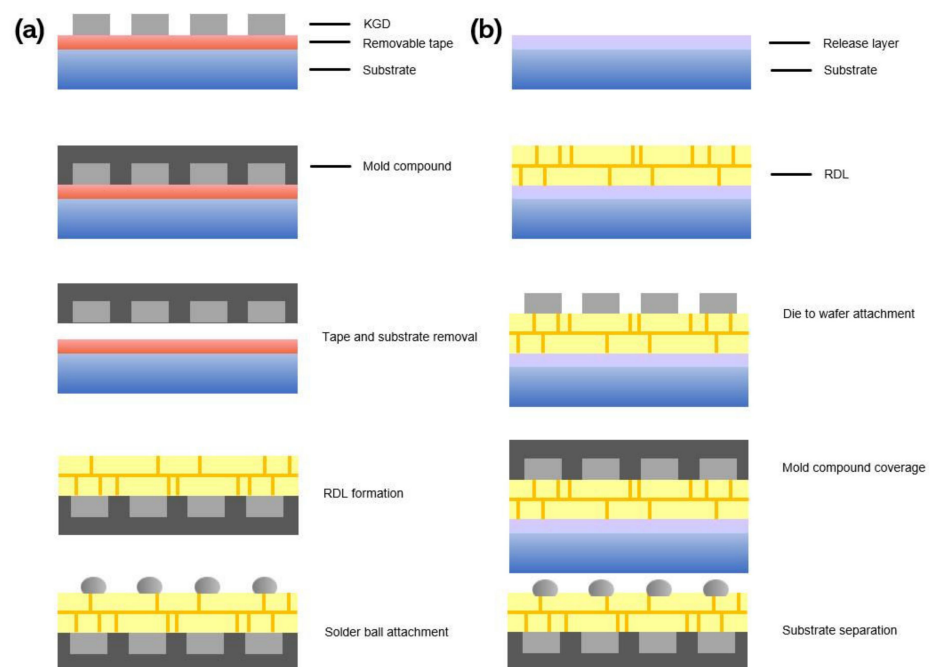 (a)
KGD
Removable tape
Substrate
Mold compound
Tape and substrate removal
RDL formation
Solder ball attachment
(b)
Release layer
Substrate
RDL
Die to wafer attachment
Mold compound coverage
Substrate separation